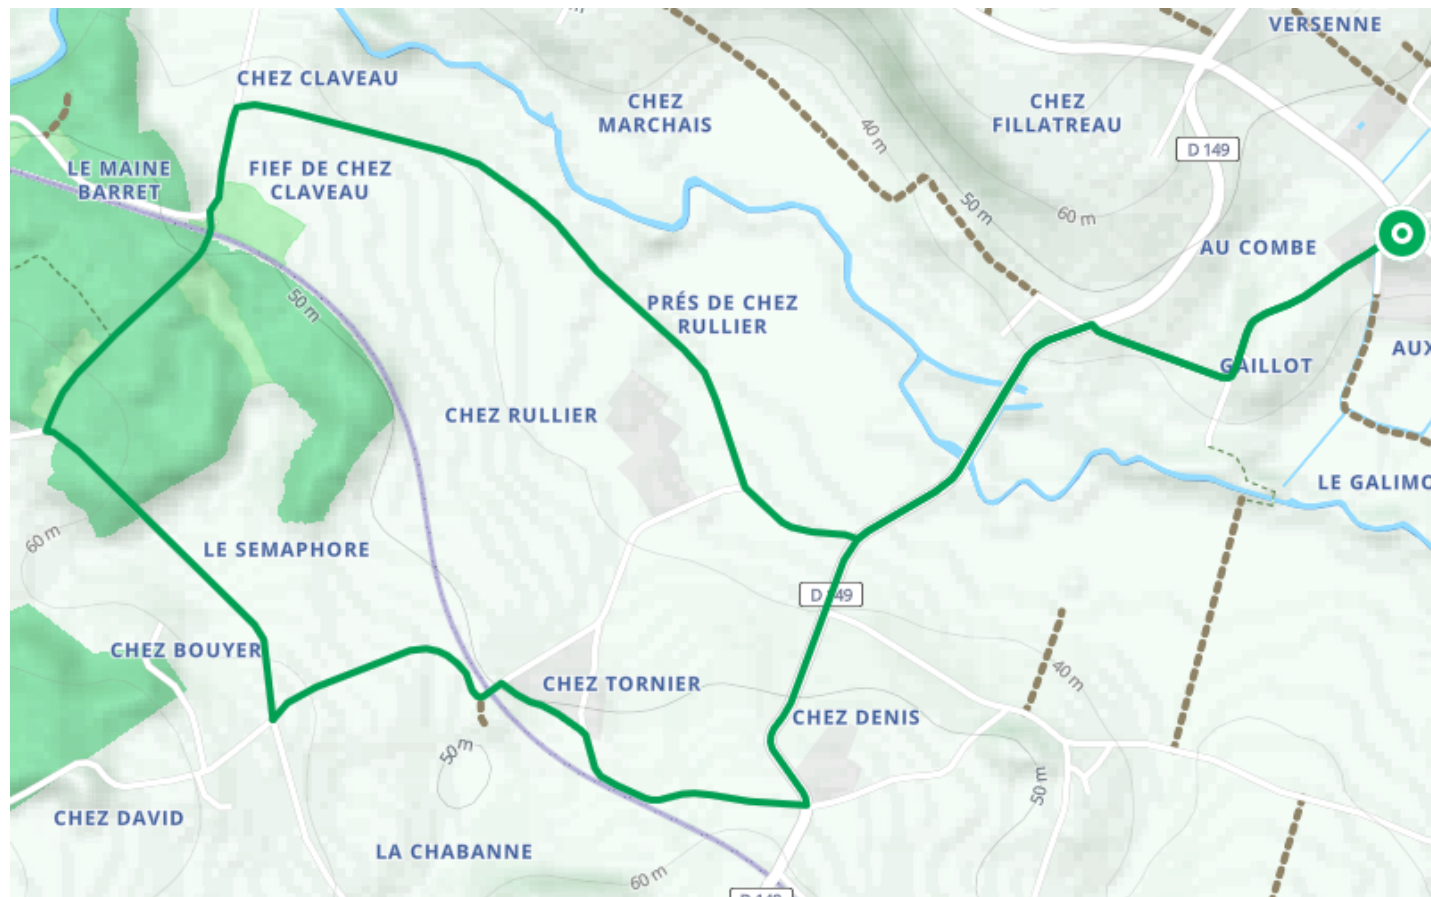 VERSENNE
CHEZ CLAVEAU
CHEZ
MARCHAIS
CHEZ
FILLATREAU
40 m
D 149
LE MAINE
BARRET
FIEF DE CHEZ
CLAVEAU
50 m
60 m
AU COMBE
50 m
PRÉS DE CHEZ
RULLIER
AUX
GAILLOT
CHEZ RULLIER
LE GALIMO
60 m
LE SEMAPHORE
D 149
CHEZ BOUYER
40 m
CHEZ TORNIER
CHEZ DENIS
50 m
50 m
CHEZ DAVID
LA CHABANNE
60 m